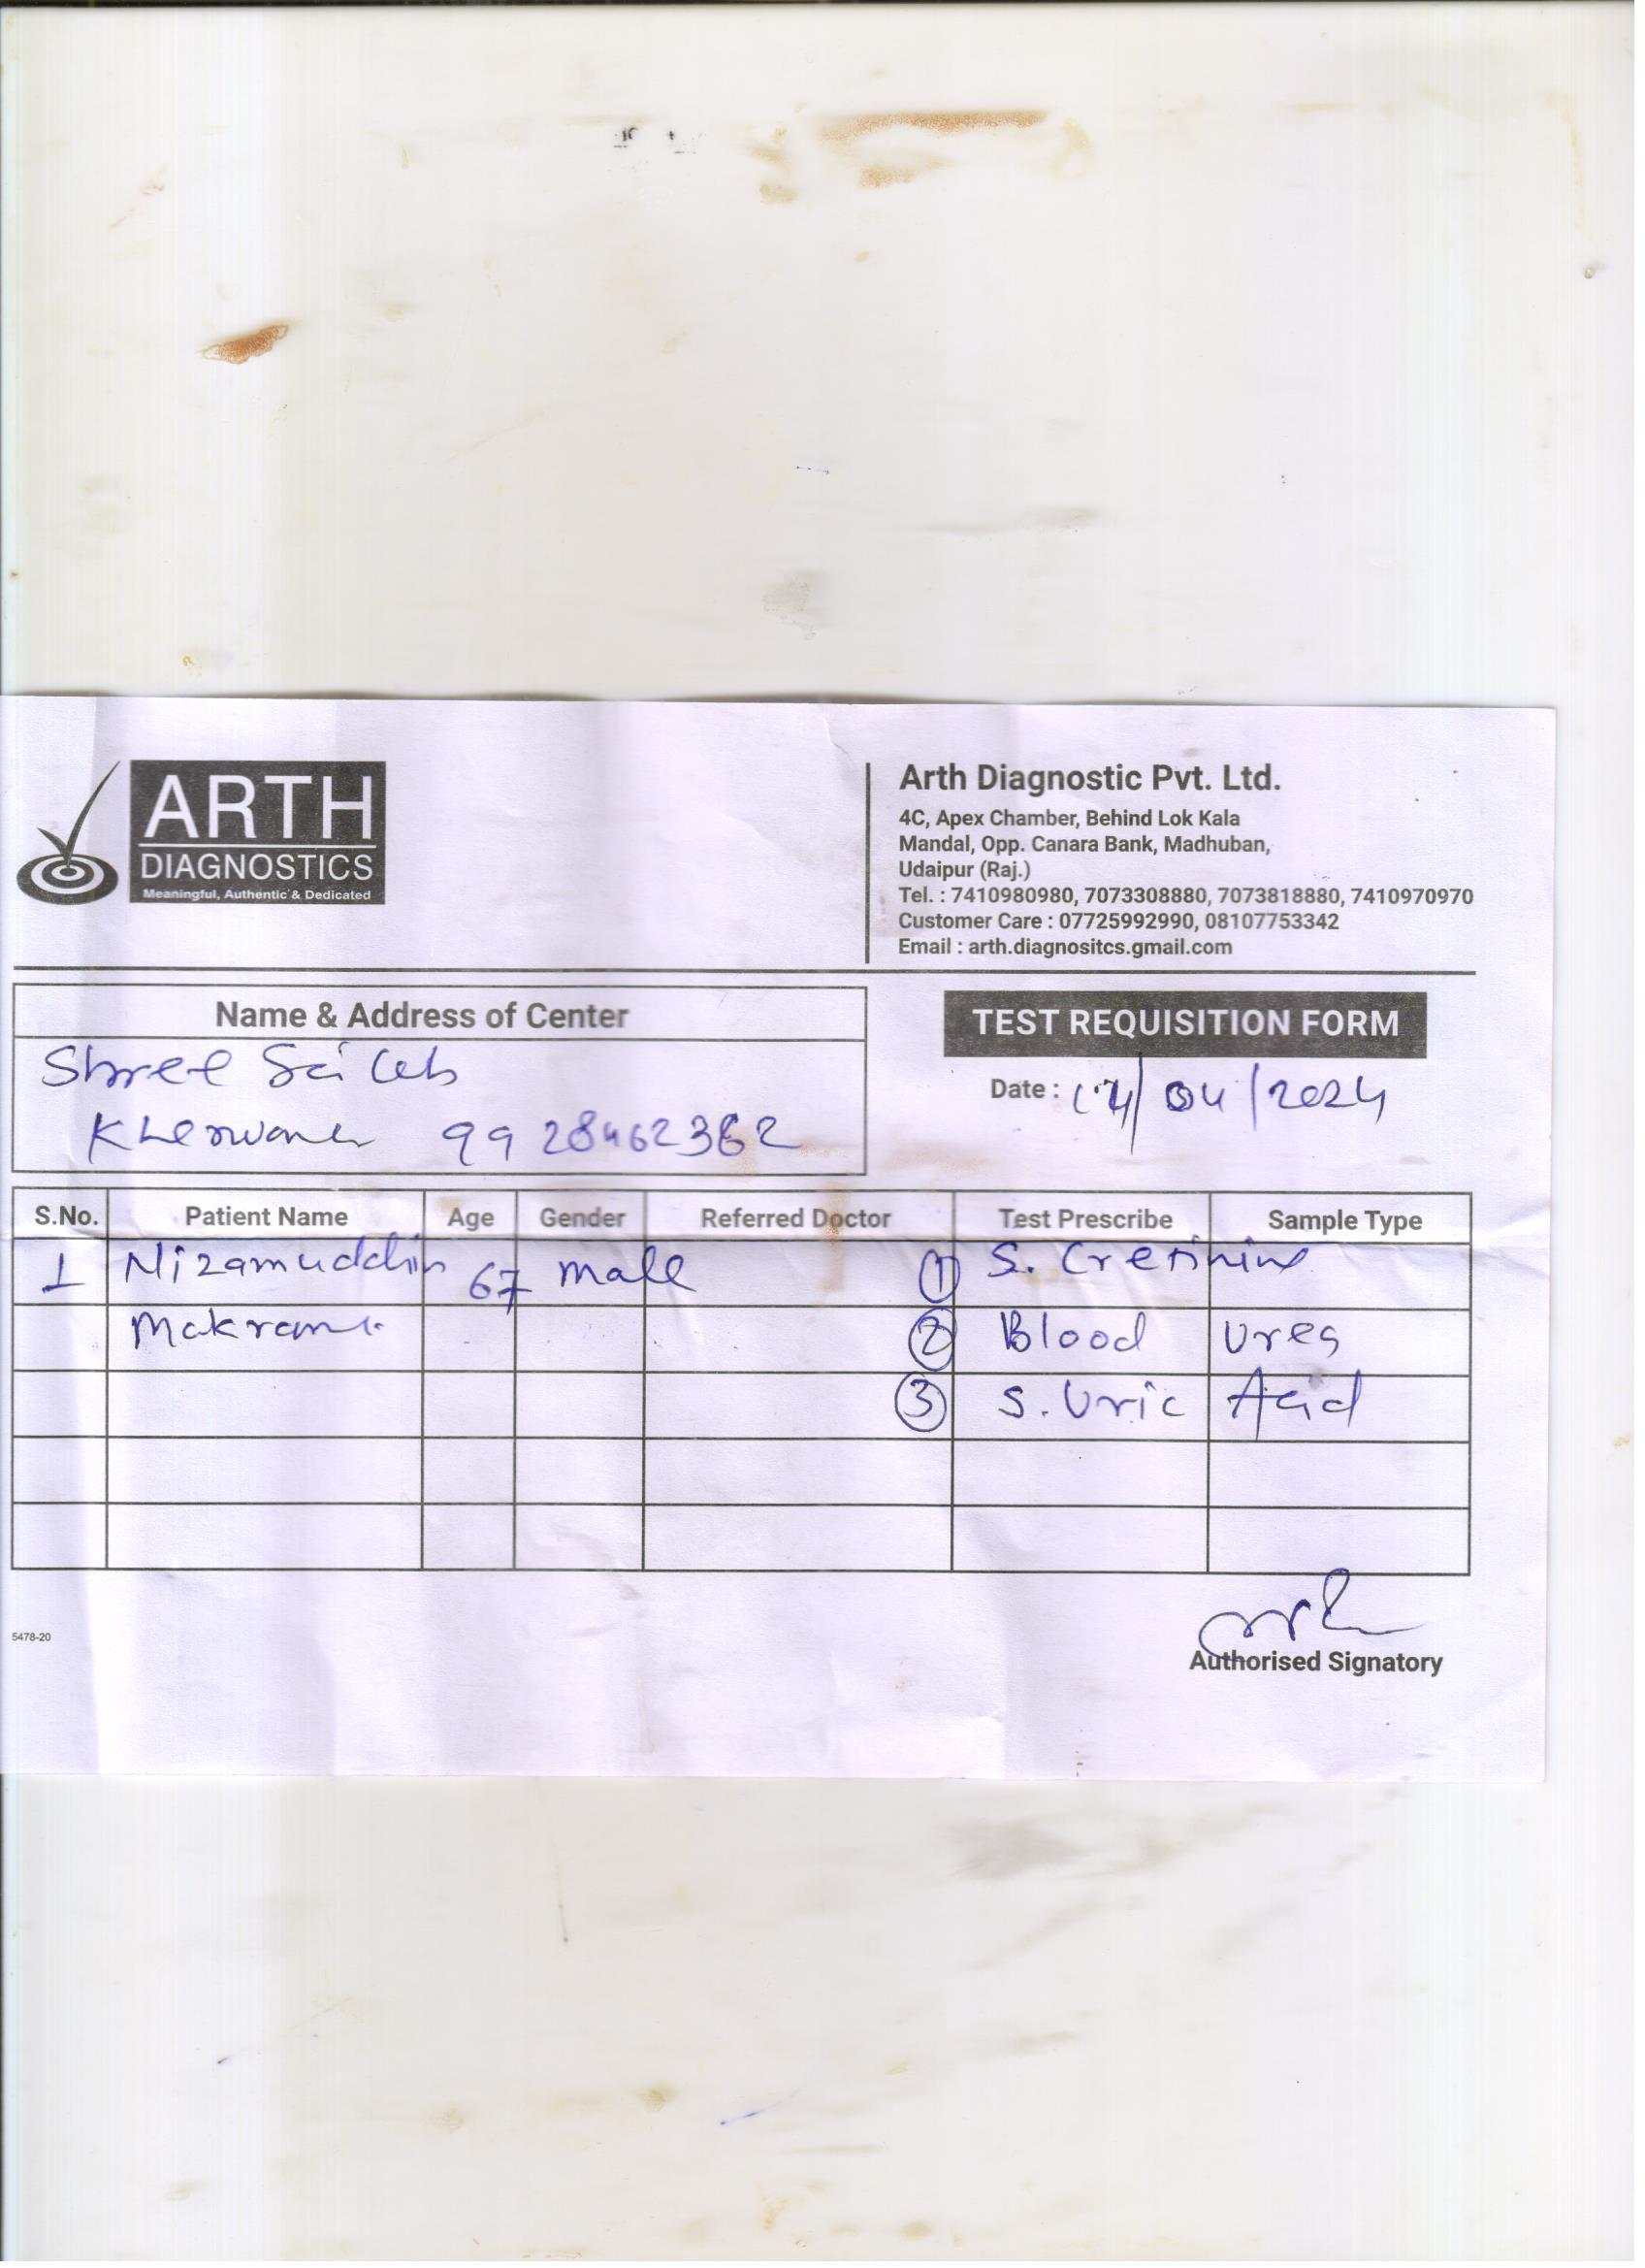 ARTH
DIAGNOSTICS
Meaningful, Authentic & Dedicated
Arth Diagnostic Pvt. Ltd.
4C, Apex Chamber, Behind Lok Kala
Mandal, Opp. Canara Bank, Madhuban,
Udaipur (Raj.)
Tel. : 7410980980, 7073308880, 7073818880, 7410970970
Customer Care : 07725992990, 08107753342
Email : arth.diagnositcs.gmail.com
Name & Address of Center
Shree Sai Lab
Kherwara 9928462362
TEST REQUISITION FORM
Date : /04/2024
S.No. Patient Name Age Gender Referred Doctor Test Prescribe Sample Type
1 Nizamuddin 67 male ① S. Cretinine
Makrani ② Blood Urea
③ S. Uric Acid
5478-20
Authorised Signatory